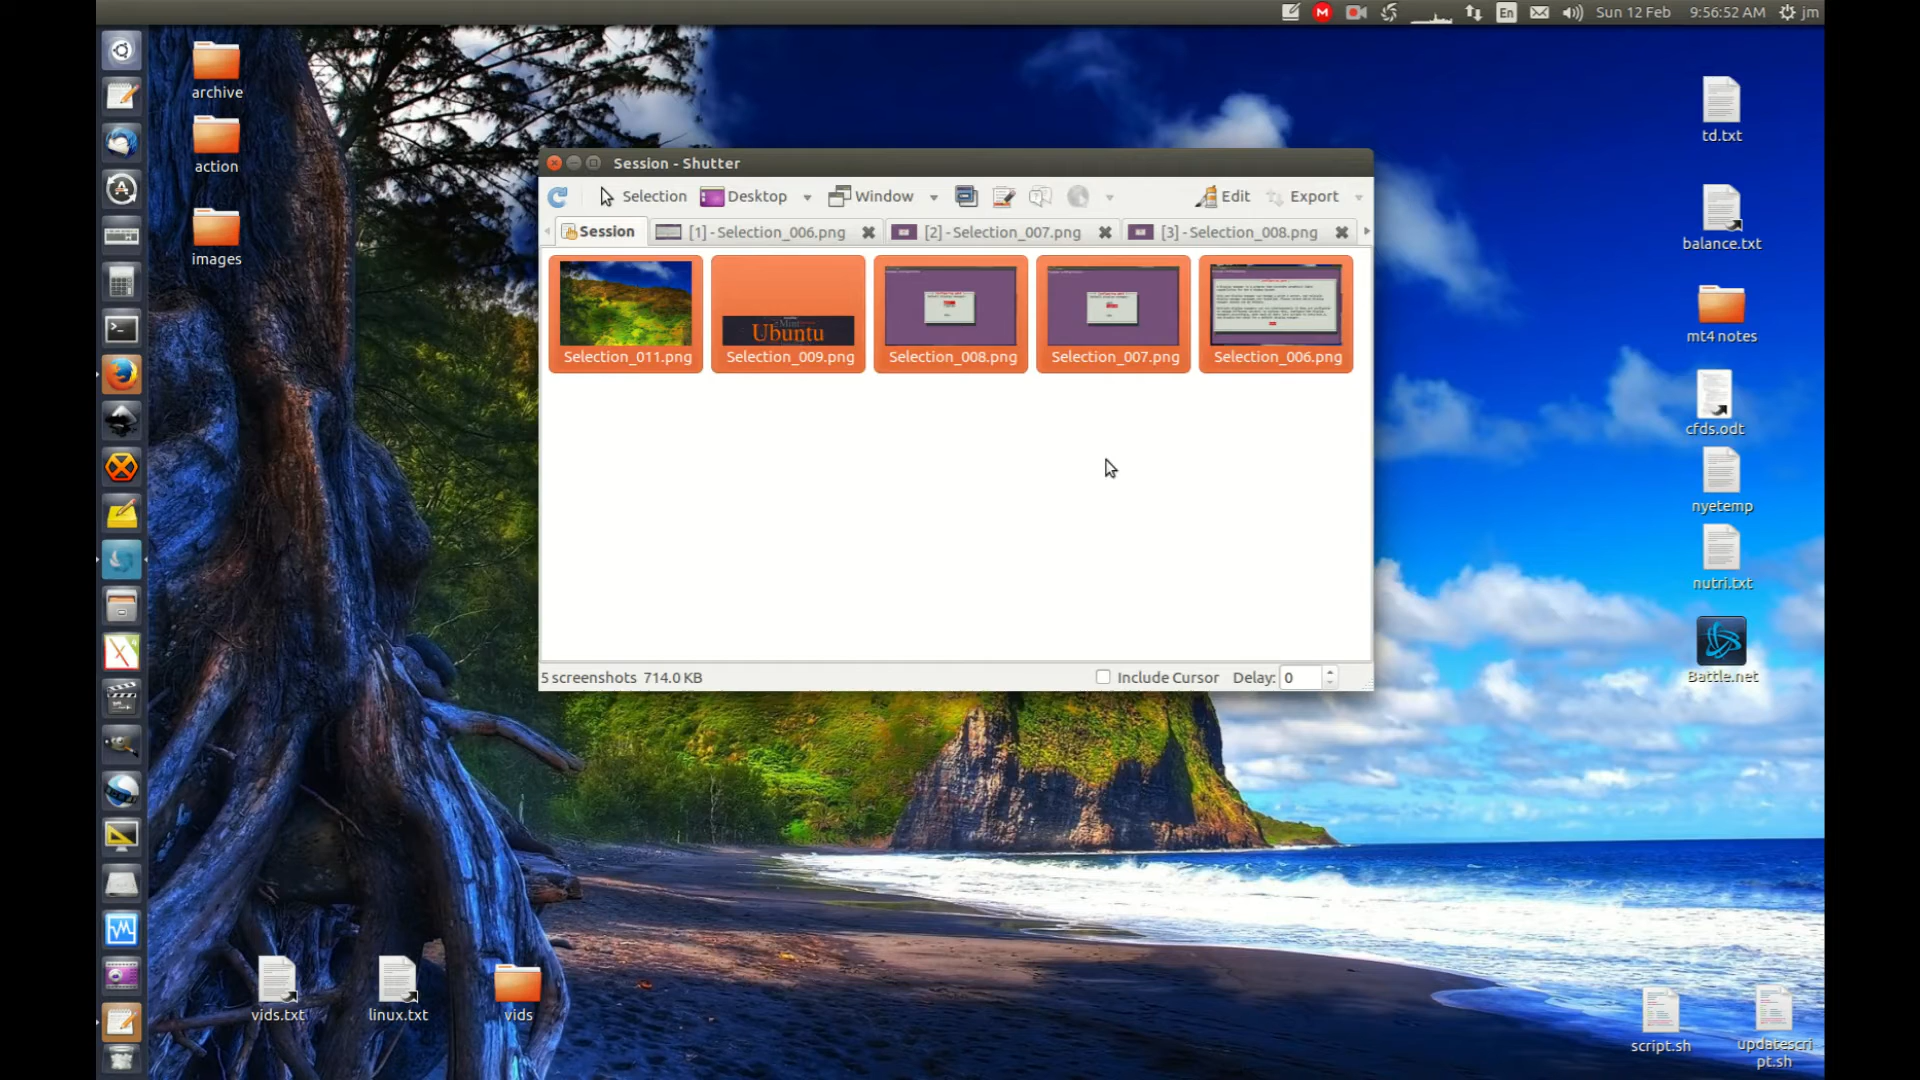 En
Sun 12 Feb
9:56:52 AM
jm
archive
action
images
td.txt
balance.txt
mt4 notes
cfds.odt
nyetemp
nutri.txt
Battle.net
Session - Shutter
Selection
Desktop
Window
Edit
Export
Session
[1] - Selection_006.png
[2] - Selection_007.png
[3] - Selection_008.png
Ubuntu
Selection_011.png
Selection_009.png
Selection_008.png
Selection_007.png
Selection_006.png
5 screenshots 714.0 KB
Include Cursor
Delay: 0
vids.txt
linux.txt
vids
script.sh
updatescri
pt.sh